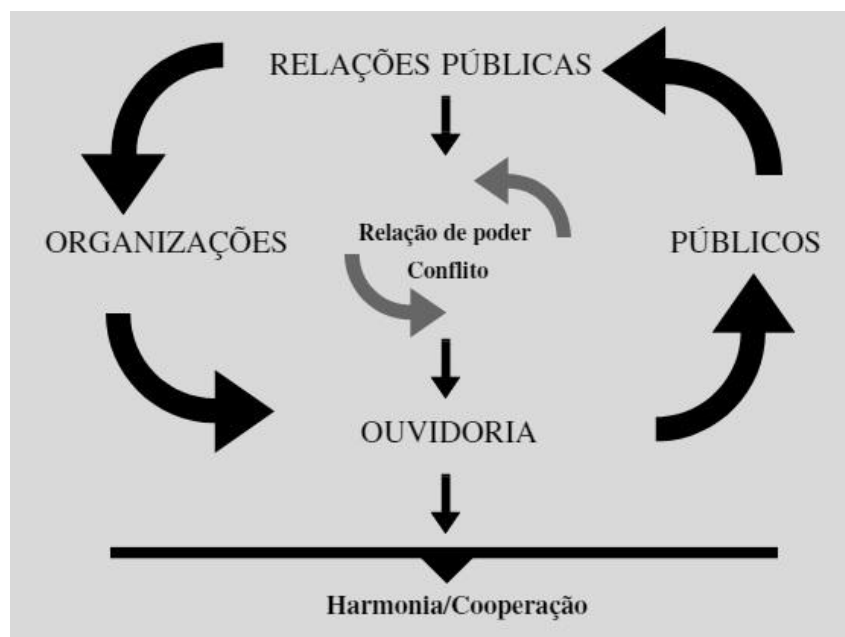 RELAÇÕES PÚBLICAS
ORGANIZAÇÕES
Relação de poder
Conflito
PÚBLICOS
OUVIDORIA
Harmonia/Cooperação